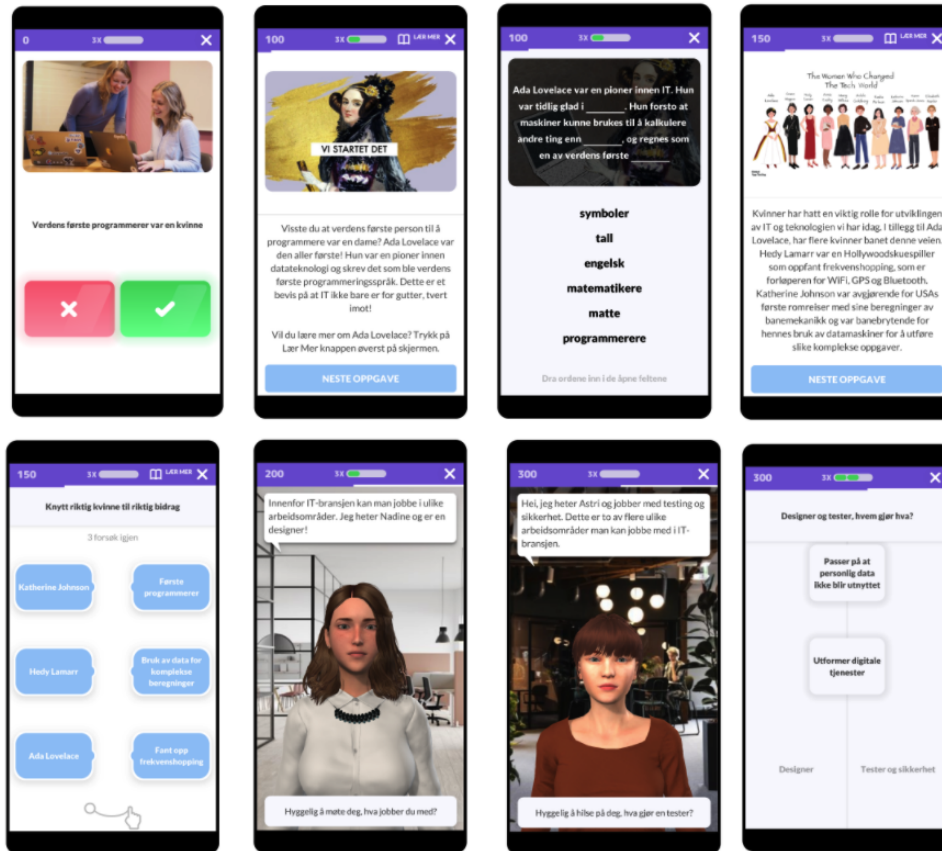 0
3X
Verdens første programmerer var en kvinne
100
3X
LÆR MER
VI STARTET DET
Visste du at verdens første person til å
programmere var en dame? Ada Lovelace var
den aller første! Hun var en pioner innen
datateknologi og skrev det som ble verdens
første programmeringsspråk. Dette er et
bevis på at IT ikke bare er for gutter, tvert
imot!
Vil du lære mer om Ada Lovelace? Trykk på
Lær Mer knappen øverst på skjermen.
NESTE OPPGAVE
100
3X
Ada Lovelace var en pioner innen IT. Hun
var tidlig glad i ________. Hun forsto at
maskiner kunne brukes til å kalkulere
andre ting enn ________, og regnes som
en av verdens første ________
symboler
tall
engelsk
matematikere
matte
programmerere
Dra ordene inn i de åpne feltene
150
3X
LÆR MER
The Women Who Changed
The Tech World
Kvinner har hatt en viktig rolle for utviklingen
av IT og teknologien vi har idag. I tillegg til Ada
Lovelace, har flere kvinner banet denne veien.
Hedy Lamarr var en Hollywoodskuespiller
som oppfant frekvenshopping, som er
forløperen for WiFi, GPS og Bluetooth,
Katherine Johnson var avgjørende for USAs
første romreiser med sine beregninger av
banemekanikk og var banebrytende for
hennes bruk av datamaskiner for å utføre
slike komplekse oppgaver.
NESTE OPPGAVE
150
3X
LÆR MER
Knytt riktig kvinne til riktig bidrag
3 forsøk igjen
Katherine Johnson
Første
programmerer
Hedy Lamarr
Bruk av data for
komplekse
beregninger
Ada Lovelace
Fant opp
frekvenshopping
200
3X
Innenfor IT-bransjen kan man jobbe i ulike
arbeidsområder. Jeg heter Nadine og er en
designer!
Hyggelig å møte deg, hva jobber du med?
300
3X
Hei, jeg heter Astri og jobber med testing og
sikkerhet. Dette er to av flere ulike
arbeidsområder man kan jobbe med i IT-
bransjen.
Hyggelig å hilse på deg, hva gjør en tester?
300
3X
Designer og tester, hvem gjør hva?
Passer på at
personlig data
ikke blir utnyttet
Utformer digitale
tjenester
Designer
Tester og sikkerhet